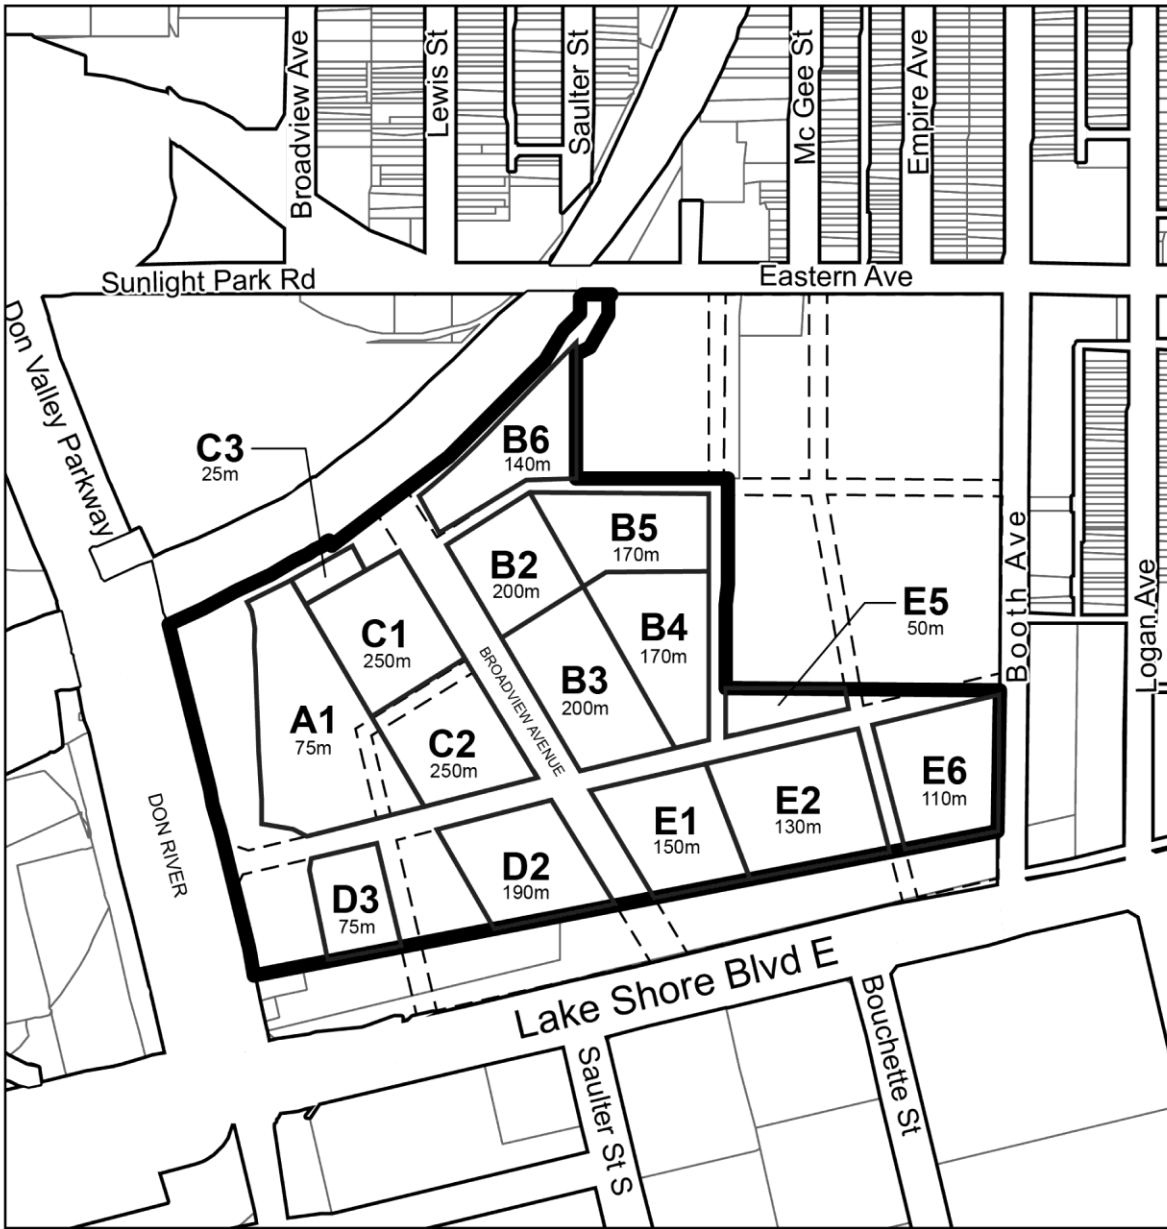 Broadview Ave
Lewis St
Saulter St
Mc Gee St
Empire Ave
Sunlight Park Rd
Eastern Ave
Don Valley Parkway
C3
25m
B6
140m
B5
170m
B2
200m
Booth Ave
Logan Ave
E5
50m
C1
250m
B4
170m
B3
200m
BROADVIEW AVENUE
A1
75m
C2
250m
E6
110m
E2
130m
E1
150m
DON RIVER
D2
190m
D3
75m
Lake Shore Blvd E
Bouchette St
Saulter St S